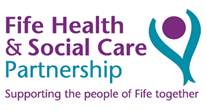 Fife Health
& Social Care
Partnership
Supporting the people of Fife together